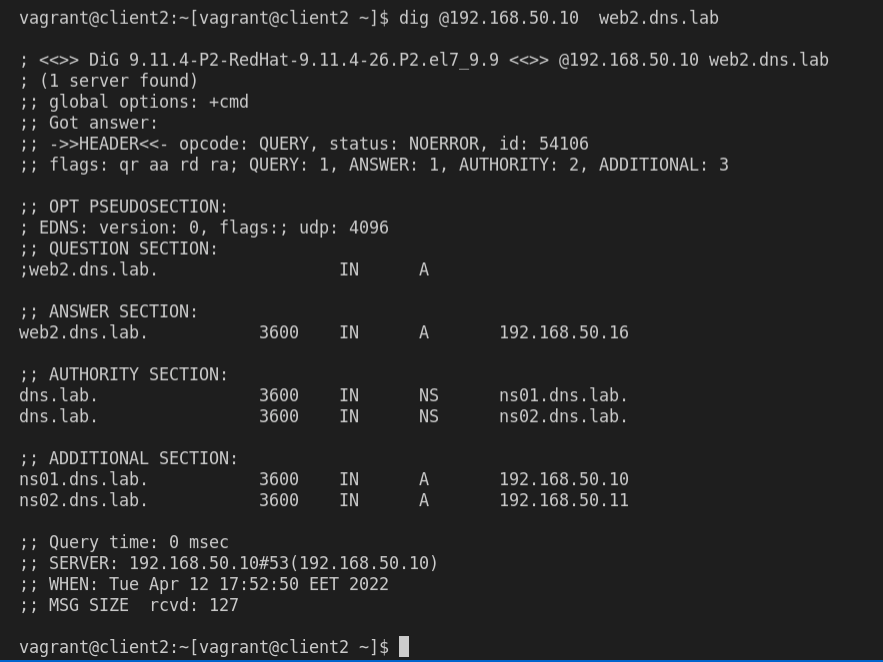 vagrant@client2:~[vagrant@client2 ~]$ dig @192.168.50.10  web2.dns.lab

; <<>> DiG 9.11.4-P2-RedHat-9.11.4-26.P2.el7_9.9 <<>> @192.168.50.10 web2.dns.lab
; (1 server found)
;; global options: +cmd
;; Got answer:
;; ->>HEADER<<- opcode: QUERY, status: NOERROR, id: 54106
;; flags: qr aa rd ra; QUERY: 1, ANSWER: 1, AUTHORITY: 2, ADDITIONAL: 3

;; OPT PSEUDOSECTION:
; EDNS: version: 0, flags:; udp: 4096
;; QUESTION SECTION:
;web2.dns.lab.                  IN      A

;; ANSWER SECTION:
web2.dns.lab.           3600    IN      A       192.168.50.16

;; AUTHORITY SECTION:
dns.lab.                3600    IN      NS      ns01.dns.lab.
dns.lab.                3600    IN      NS      ns02.dns.lab.

;; ADDITIONAL SECTION:
ns01.dns.lab.           3600    IN      A       192.168.50.10
ns02.dns.lab.           3600    IN      A       192.168.50.11

;; Query time: 0 msec
;; SERVER: 192.168.50.10#53(192.168.50.10)
;; WHEN: Tue Apr 12 17:52:50 EET 2022
;; MSG SIZE  rcvd: 127

vagrant@client2:~[vagrant@client2 ~]$